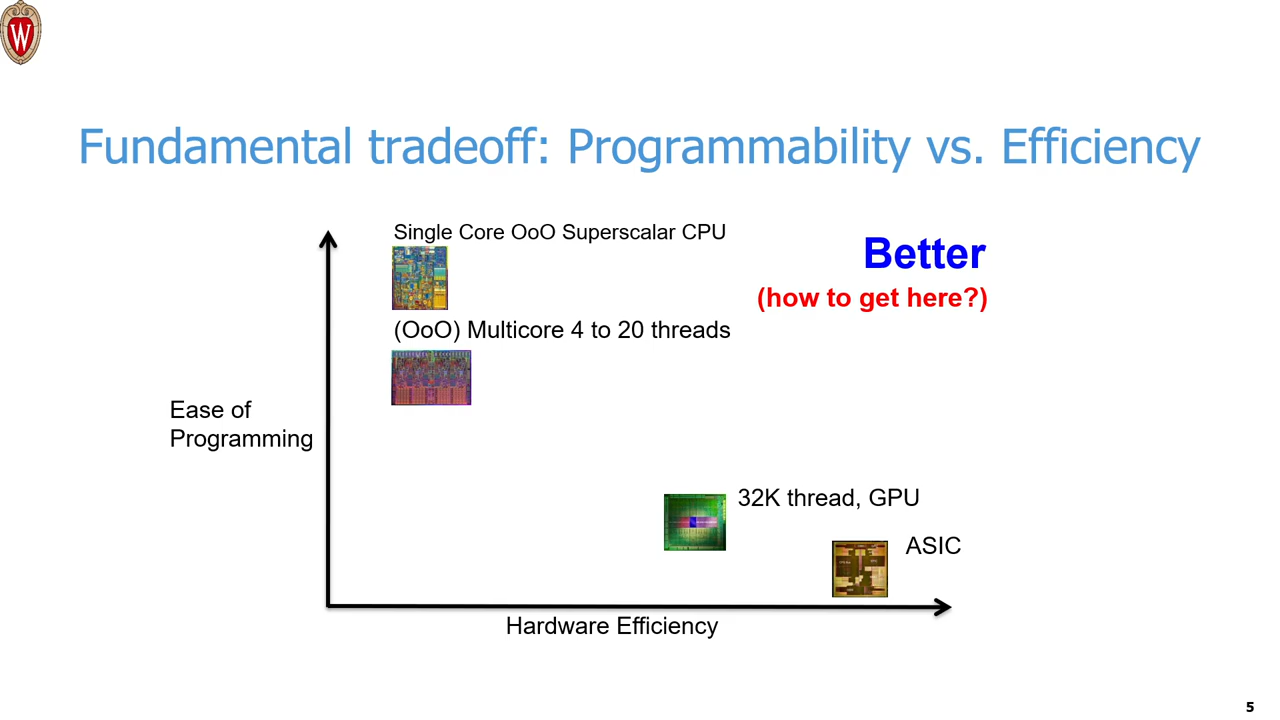 W
Fundamental tradeoff: Programmability vs. Efficiency
Single Core OoO Superscalar CPU
Better
(how to get here?)
(OoO) Multicore 4 to 20 threads
Ease of
Programming
32K thread, GPU
ASIC
Hardware Efficiency
5